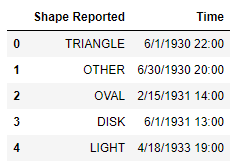 Shape Reported Time
0 TRIANGLE 6/1/1930 22:00
1 OTHER 6/30/1930 20:00
2 OVAL 2/15/1931 14:00
3 DISK 6/1/1931 13:00
4 LIGHT 4/18/1933 19:00